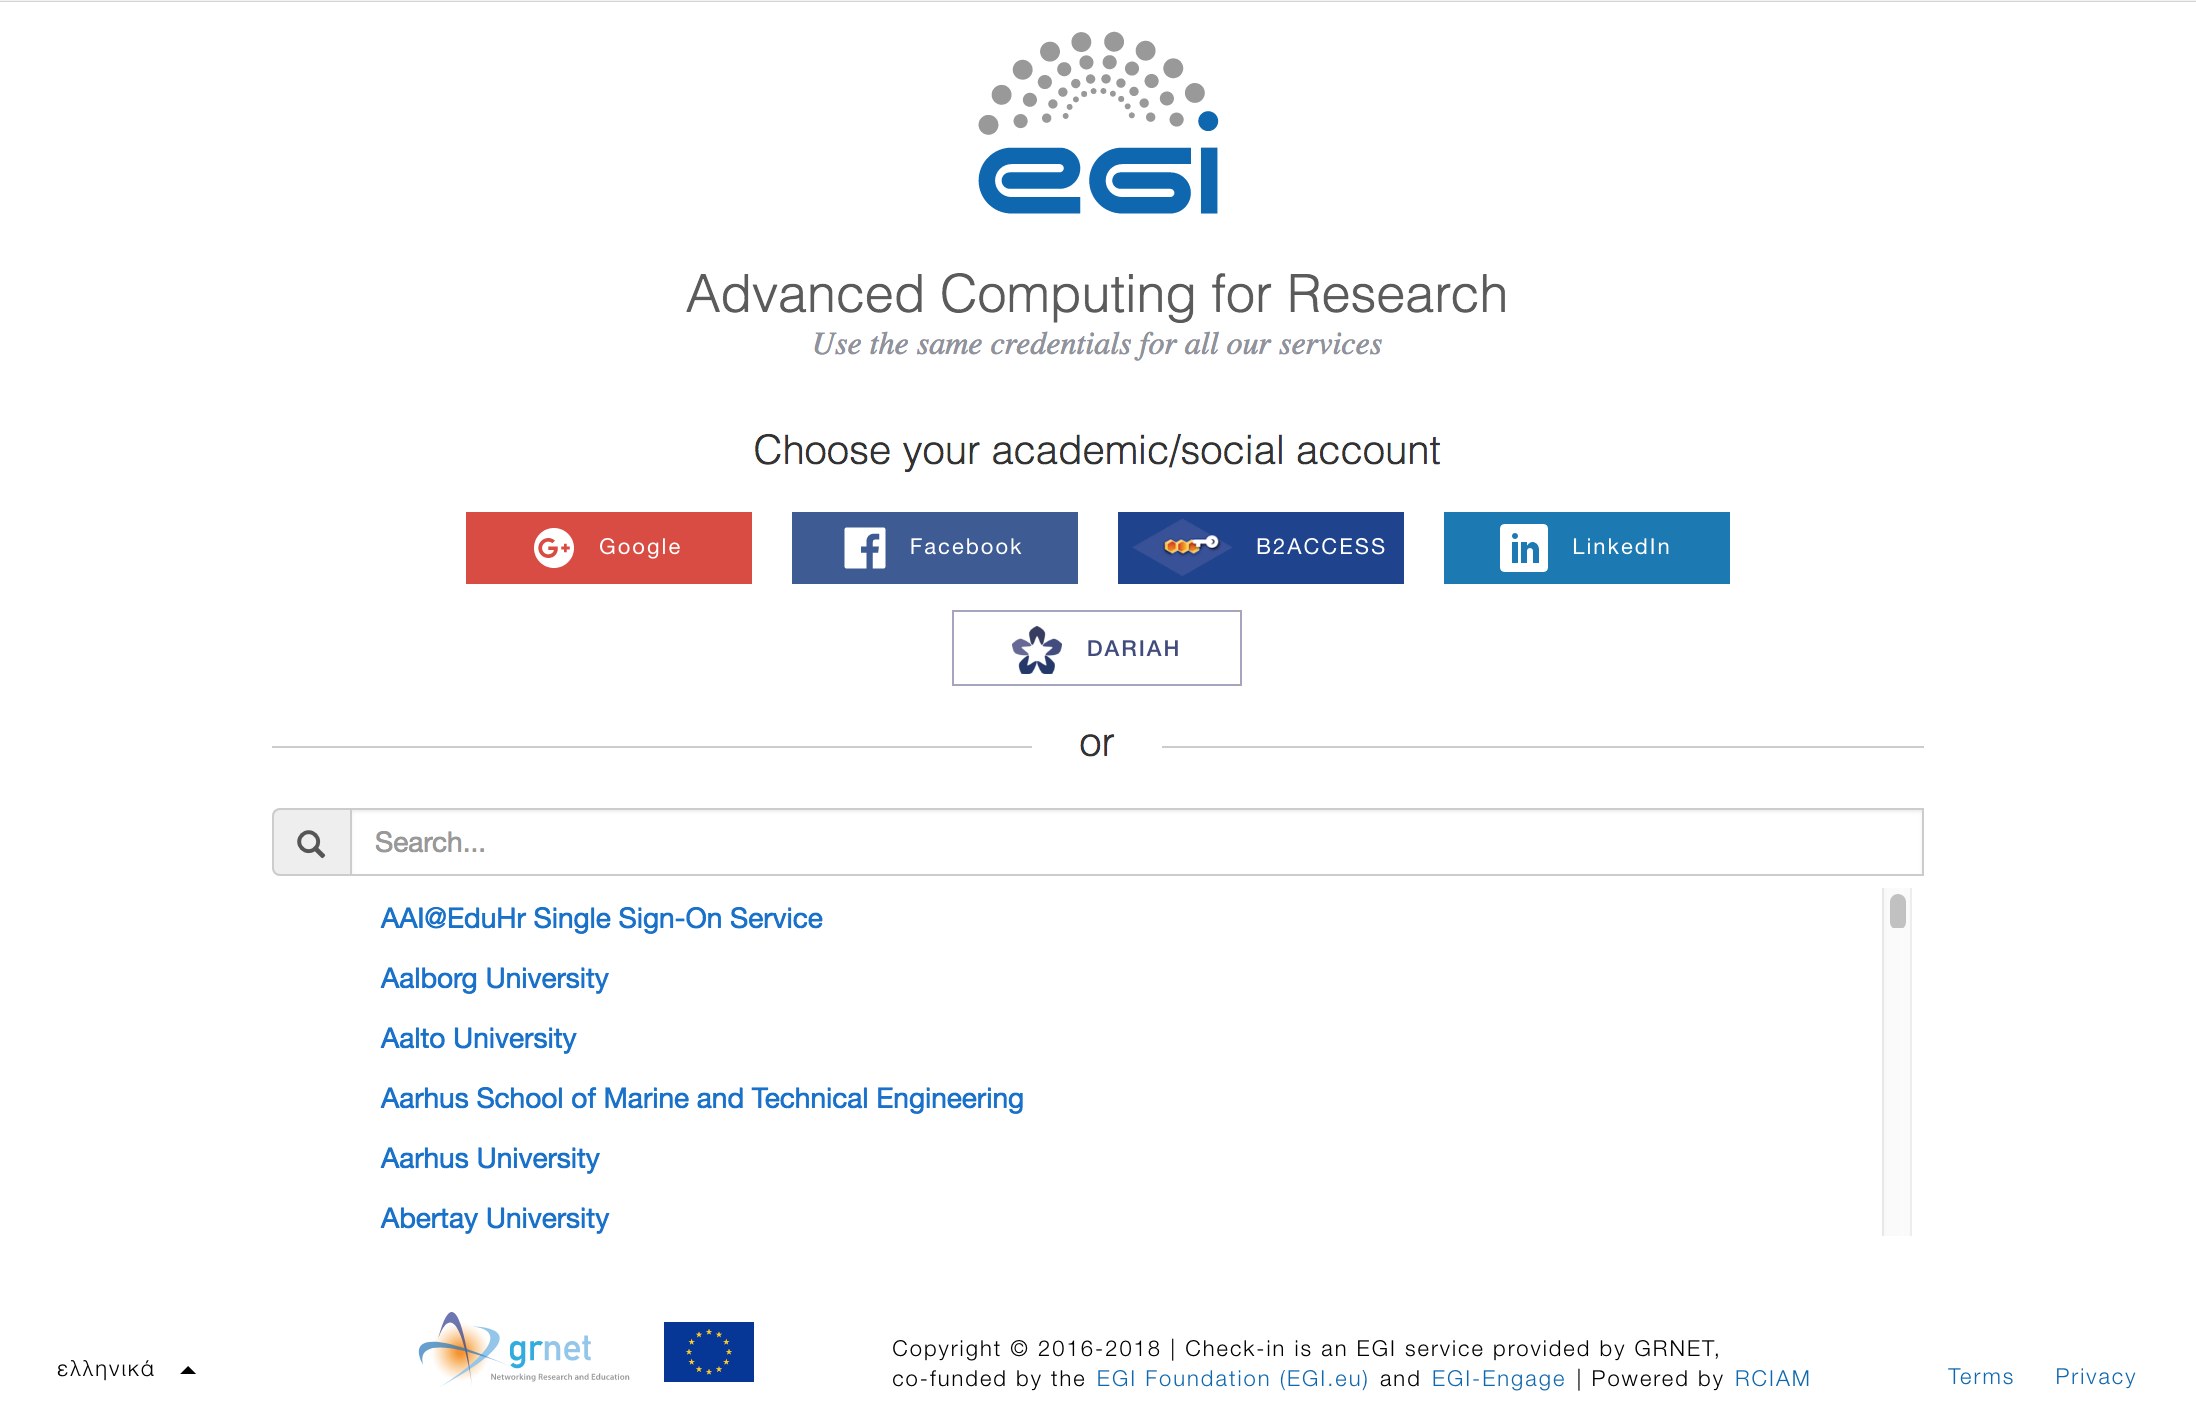 egi
Advanced Computing for Research
Use the same credentials for all our services
Choose your academic/social account
G+ Google
f Facebook
B2ACCESS
in LinkedIn
DARIAH
or
Search...
AAI@EduHr Single Sign-On Service
Aalborg University
Aalto University
Aarhus School of Marine and Technical Engineering
Aarhus University
Abertay University
ελληνικά
grnet
Networking Research and Education
Copyright © 2016-2018 | Check-in is an EGI service provided by GRNET,
co-funded by the EGI Foundation (EGI.eu) and EGI-Engage | Powered by RCIAM
Terms
Privacy